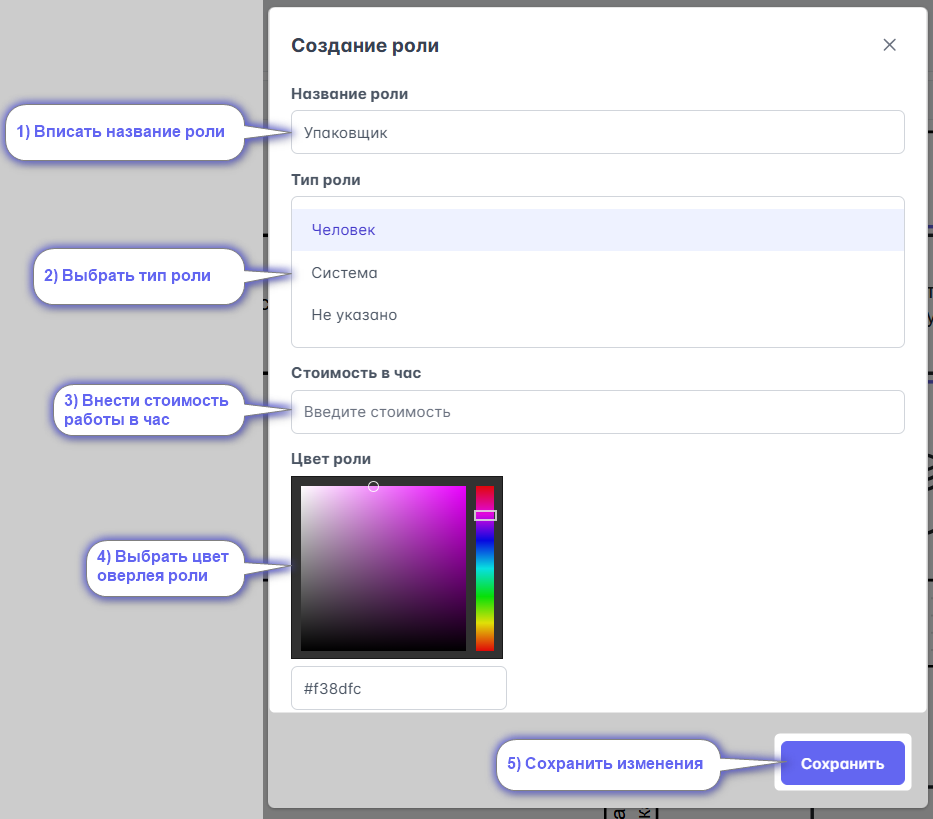 Создание роли
Название роли
1) Вписать название роли
Упаковщик
Тип роли
Человек
2) Выбрать тип роли
Система
Не указано
Стоимость в час
3) Внести стоимость
работы в час
Введите стоимость
Цвет роли
4) Выбрать цвет
оверлея роли
#f38dfc
5) Сохранить изменения
Сохранить